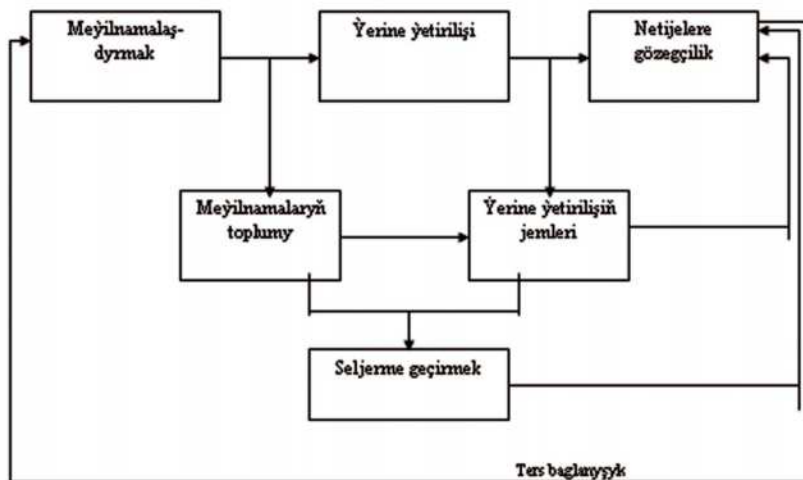 Meýilnamalaş-
dyrmak
Ýerine ýetirilişi
Netijelere
gözegçilik
Meýilnamalaryň
toplumy
Ýerine ýetirilişiň
jemleri
Seljerme geçirmek
Ters baglanyşyk